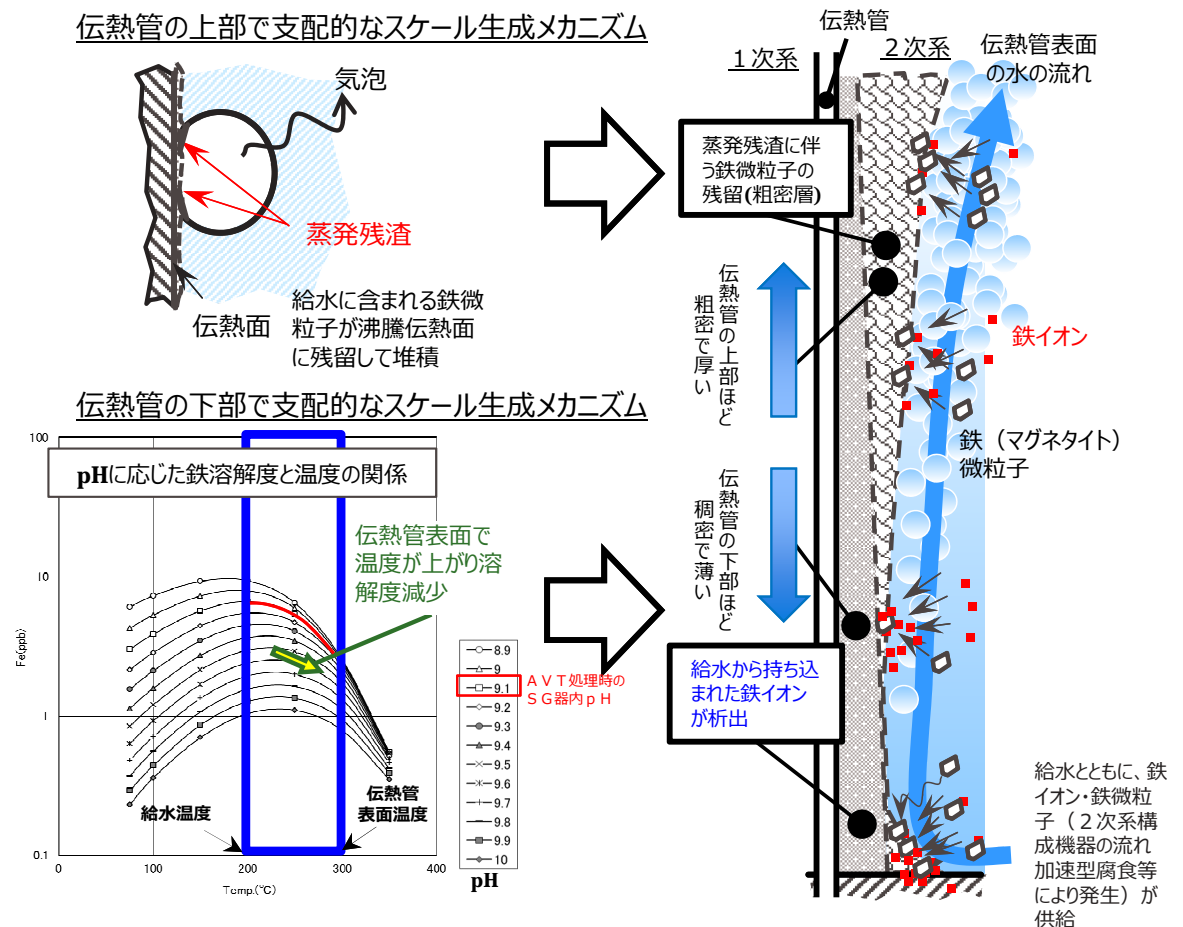 伝熱管の上部で支配的なスケール生成メカニズム
気泡
蒸発残渣
伝熱面
給水に含まれる鉄微
粒子が沸騰伝熱面
に残留して堆積
伝熱管の下部で支配的なスケール生成メカニズム
pHに応じた鉄溶解度と温度の関係
伝熱管表面で
温度が上がり溶
解度減少
Fe(ppb)
100
10
1
0.1
0
100
200
300
400
Temp.(℃)
給水温度
伝熱管
表面温度
8.9
9
9.1
9.2
9.3
9.4
9.5
9.6
9.7
9.8
9.9
10
pH
AVT処理時の
SG器内pH
伝熱管
1次系
2次系
伝熱管表面
の水の流れ
蒸発残渣に伴
う鉄微粒子の
残留(粗密層)
伝熱管の上部ほど
粗密で厚い
鉄イオン
鉄（マグネタイト）
微粒子
伝熱管の下部ほど
稠密で薄い
給水から持ち込
まれた鉄イオン
が析出
給水とともに、鉄
イオン・鉄微粒
子（２次系構
成機器の流れ
加速型腐食等
により発生）が
供給